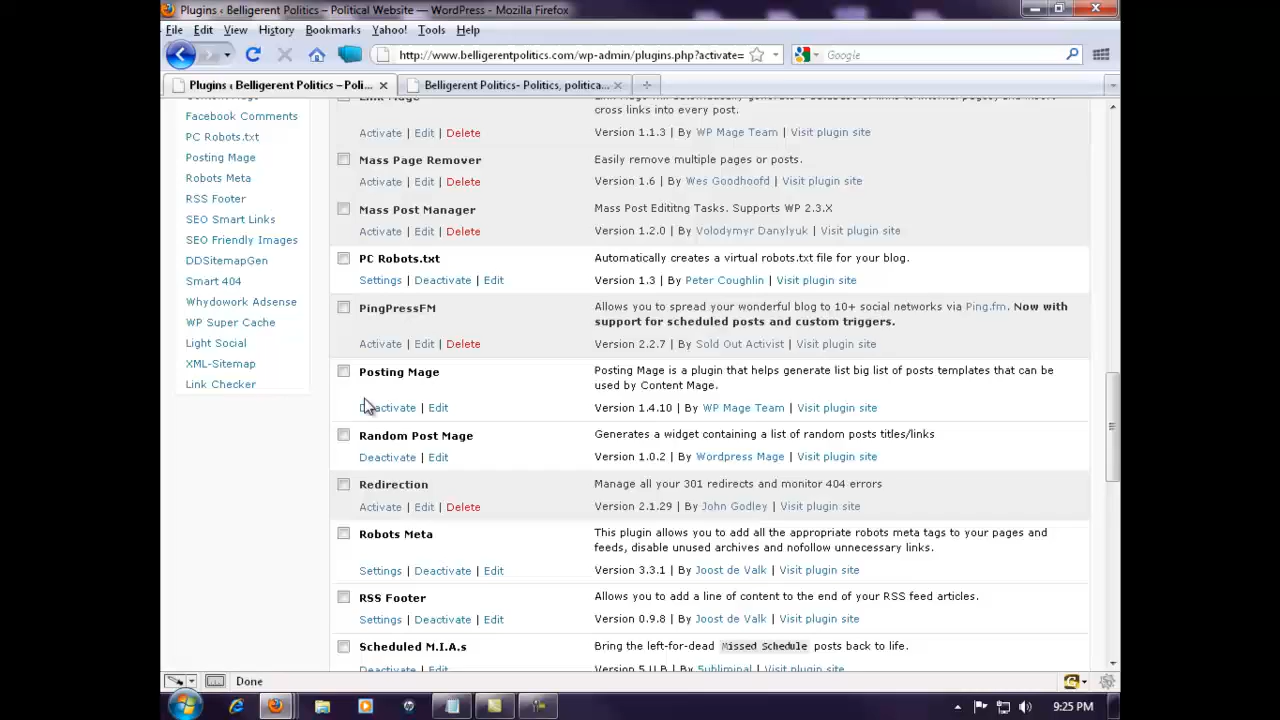 Plugins ‹ Belligerent Politics – Political Website — WordPress - Mozilla Firefox
File Edit View History Bookmarks Yahoo! Tools Help
http://www.belligerentpolitics.com/wp-admin/plugins.php?activate=
Google
Plugins ‹ Belligerent Politics – Poli...
Belligerent Politics- Politics, politica...
Facebook Comments
PC Robots.txt
Posting Mage
Robots Meta
RSS Footer
SEO Smart Links
SEO Friendly Images
DDSitemapGen
Smart 404
Whydowork Adsense
WP Super Cache
Light Social
XML-Sitemap
Link Checker
cross links into every post.
Activate | Edit | Delete
Version 1.1.3 | By WP Mage Team | Visit plugin site
Mass Page Remover
Easily remove multiple pages or posts.
Activate | Edit | Delete
Version 1.6 | By Wes Goodhoofd | Visit plugin site
Mass Post Manager
Mass Post Edititng Tasks. Supports WP 2.3.X
Activate | Edit | Delete
Version 1.2.0 | By Volodymyr Danylyuk | Visit plugin site
PC Robots.txt
Automatically creates a virtual robots.txt file for your blog.
Settings | Deactivate | Edit
Version 1.3 | By Peter Coughlin | Visit plugin site
PingPressFM
Allows you to spread your wonderful blog to 10+ social networks via Ping.fm. Now with
support for scheduled posts and custom triggers.
Activate | Edit | Delete
Version 2.2.7 | By Sold Out Activist | Visit plugin site
Posting Mage
Posting Mage is a plugin that helps generate list big list of posts templates that can be
used by Content Mage.
Deactivate | Edit
Version 1.4.10 | By WP Mage Team | Visit plugin site
Random Post Mage
Generates a widget containing a list of random posts titles/links
Deactivate | Edit
Version 1.0.2 | By Wordpress Mage | Visit plugin site
Redirection
Manage all your 301 redirects and monitor 404 errors
Activate | Edit | Delete
Version 2.1.29 | By John Godley | Visit plugin site
Robots Meta
This plugin allows you to add all the appropriate robots meta tags to your pages and
feeds, disable unused archives and nofollow unnecessary links.
Settings | Deactivate | Edit
Version 3.3.1 | By Joost de Valk | Visit plugin site
RSS Footer
Allows you to add a line of content to the end of your RSS feed articles.
Settings | Deactivate | Edit
Version 0.9.8 | By Joost de Valk | Visit plugin site
Scheduled M.I.A.s
Bring the left-for-dead Missed Schedule posts back to life.
Deactivate | Edit
By Subliminal | Visit plugin site
Done
9:25 PM